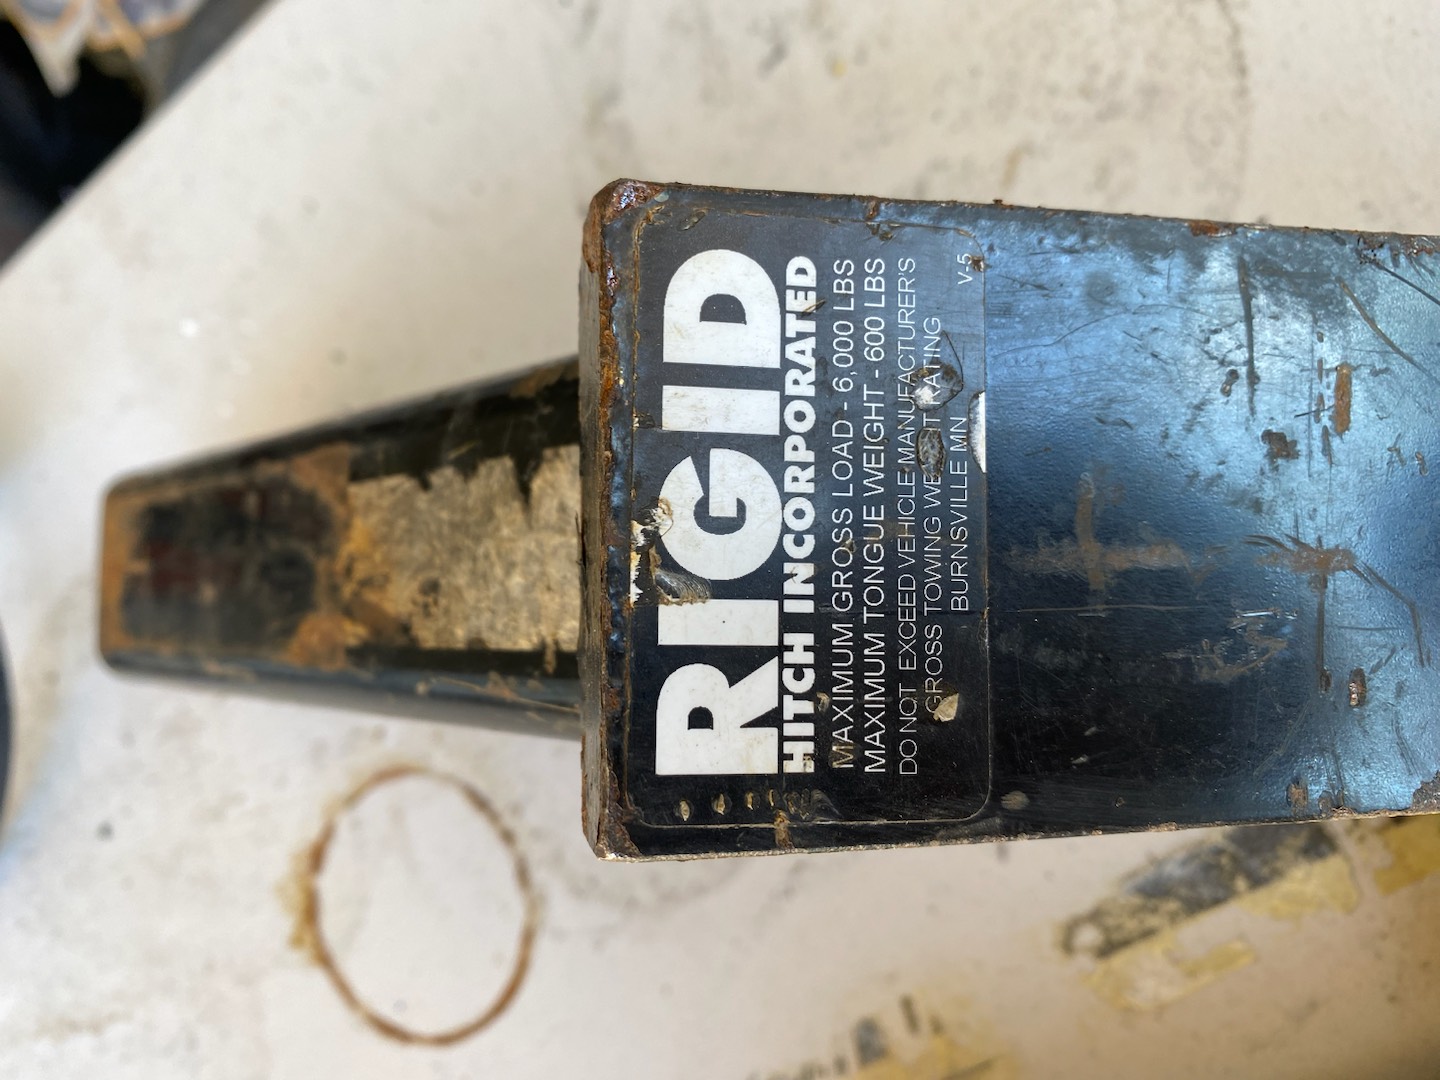 RIGID
HITCH INCORPORATED
MAXIMUM GROSS LOAD - 6,000 LBS
MAXIMUM TONGUE WEIGHT - 600 LBS
DO NOT EXCEED VEHICLE MANUFACTURER'S
GROSS TOWING RATING
BURNSVILLE MN
V-5